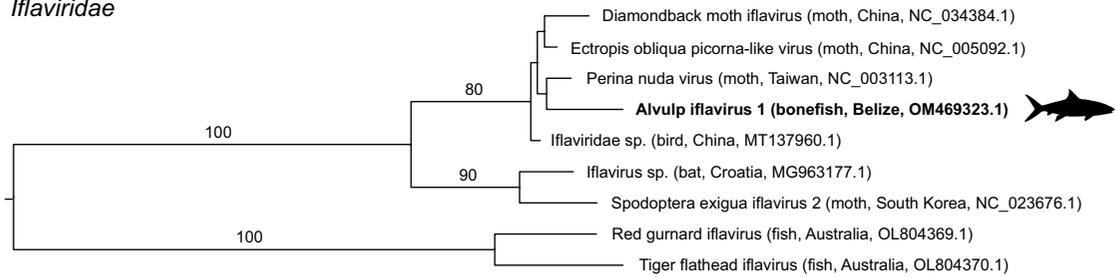 Iflaviridae
Diamondback moth iflavirus (moth, China, NC_034384.1)
Ectropis obliqua picorna-like virus (moth, China, NC_005092.1)
Perina nuda virus (moth, Taiwan, NC_003113.1)
80
Alvulp iflavirus 1 (bonefish, Belize, OM469323.1)
100
Iflaviridae sp. (bird, China, MT137960.1)
90
Iflavirus sp. (bat, Croatia, MG963177.1)
Spodoptera exigua iflavirus 2 (moth, South Korea, NC_023676.1)
100
Red gurnard iflavirus (fish, Australia, OL804369.1)
Tiger flathead iflavirus (fish, Australia, OL804370.1)